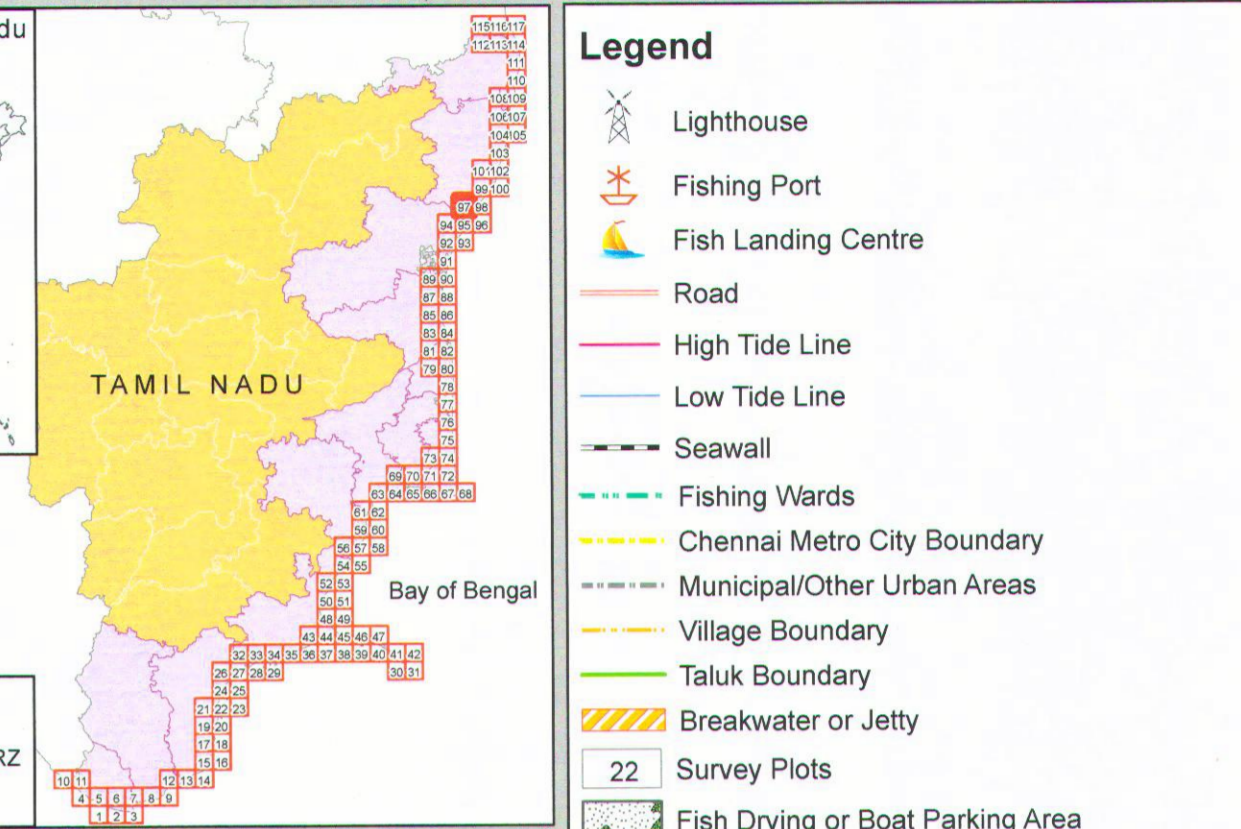 du
115 116 117
112 113 114
111
110
108 109
106 107
104 105
103
101 102
99 100
97 98
94 95 96
92 93
91
89 90
87 88
85 86
83 84
81 82
79 80
78
77
76
75
73 74
69 70 71 72
63 64 65 66 67 68
61 62
59 60
56 57 58
54 55
52 53
50 51
48 49
43 44 45 46 47
32 33 34 35 36 37 38 39 40 41 42
26 27 28 29 30 31
24 25
21 22 23
19 20
17 18
15 16
10 11 12 13 14
4 5 6 7 8 9
1 2 3
TAMIL NADU
Bay of Bengal
RZ
Legend
Lighthouse
Fishing Port
Fish Landing Centre
Road
High Tide Line
Low Tide Line
Seawall
Fishing Wards
Chennai Metro City Boundary
Municipal/Other Urban Areas
Village Boundary
Taluk Boundary
Breakwater or Jetty
22 Survey Plots
Fish Drying or Boat Parking Area